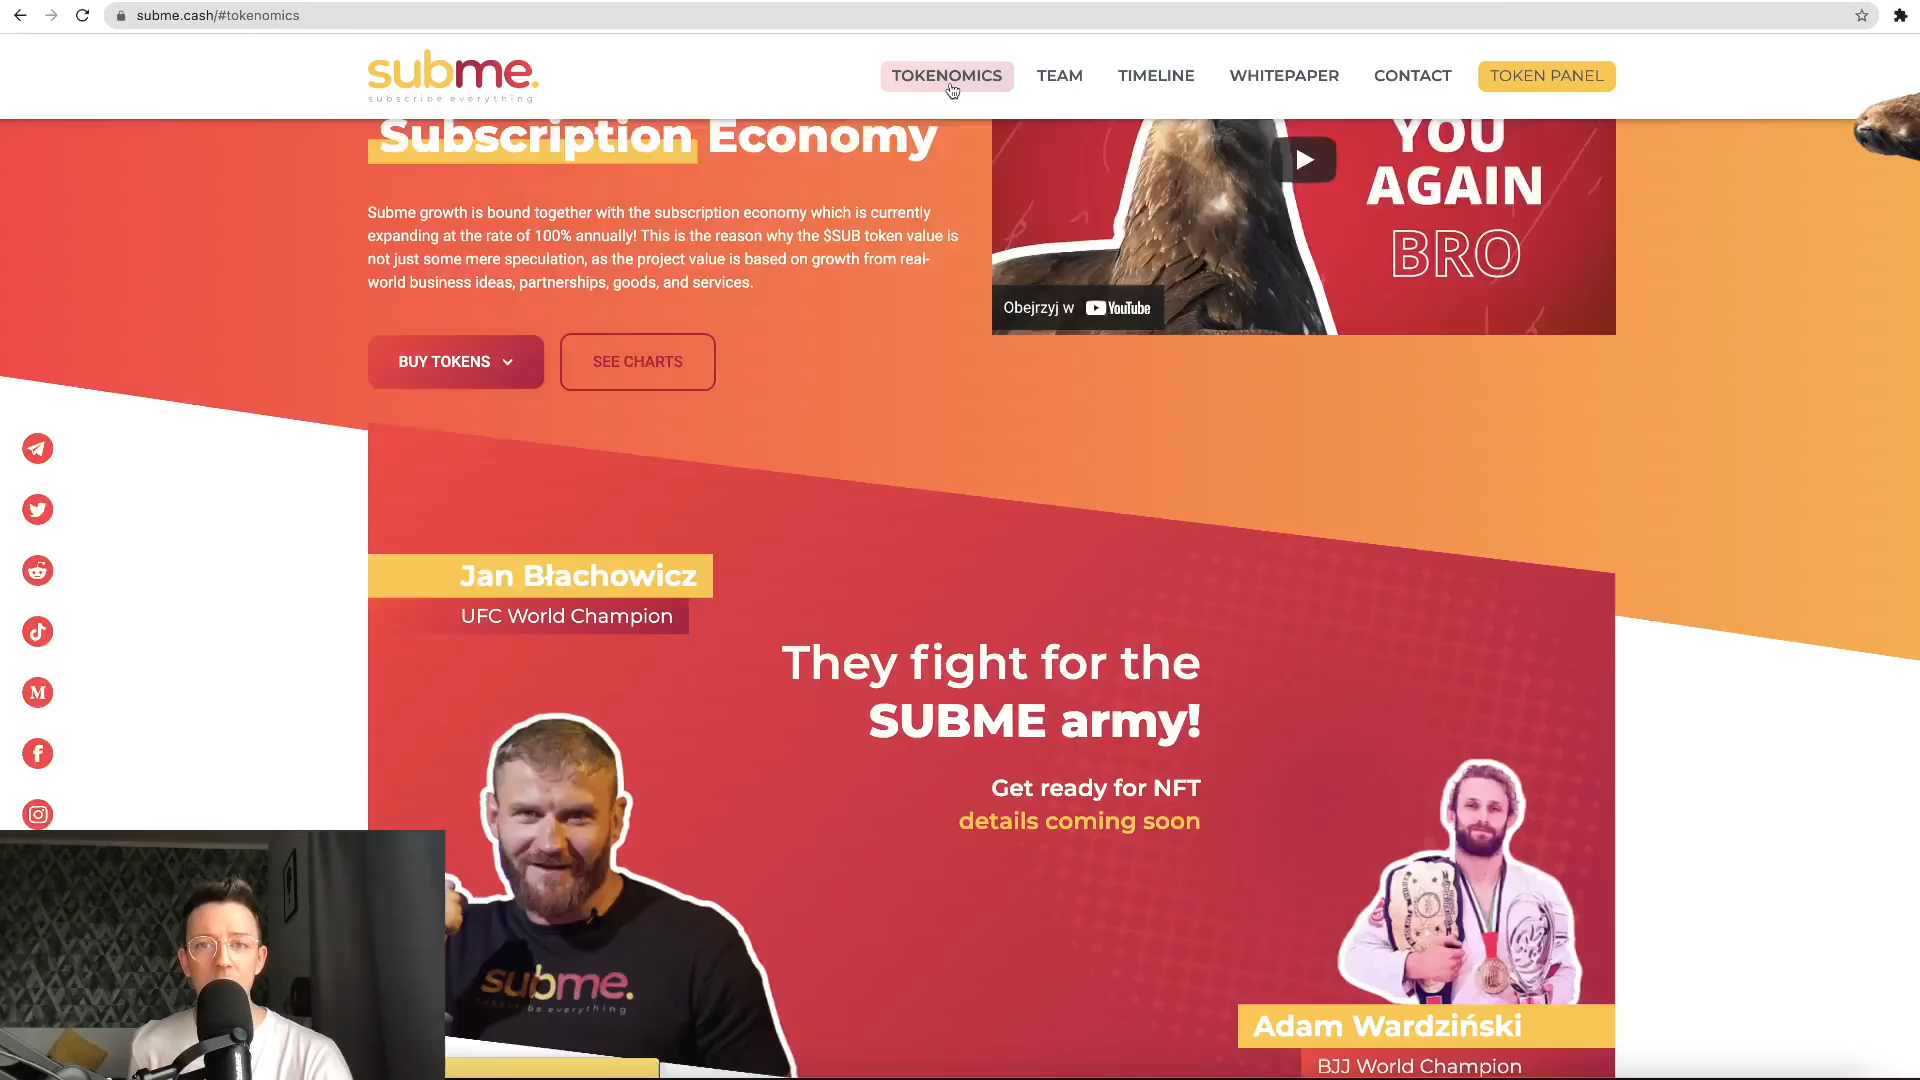 subme.cash/#tokenomics
subme.
subscribe everything
TOKENOMICS
TEAM
TIMELINE
WHITEPAPER
CONTACT
TOKEN PANEL
Subscription Economy
Subme growth is bound together with the subscription economy which is currently
expanding at the rate of 100% annually! This is the reason why the $SUB token value is
not just some mere speculation, as the project value is based on growth from real-
world business ideas, partnerships, goods, and services.
BUY TOKENS
SEE CHARTS
YOU
AGAIN
BRO
Obejrzyj w YouTube
Jan Błachowicz
UFC World Champion
They fight for the
SUBME army!
Get ready for NFT
details coming soon
subme.
be everything
Adam Wardziński
BJJ World Champion